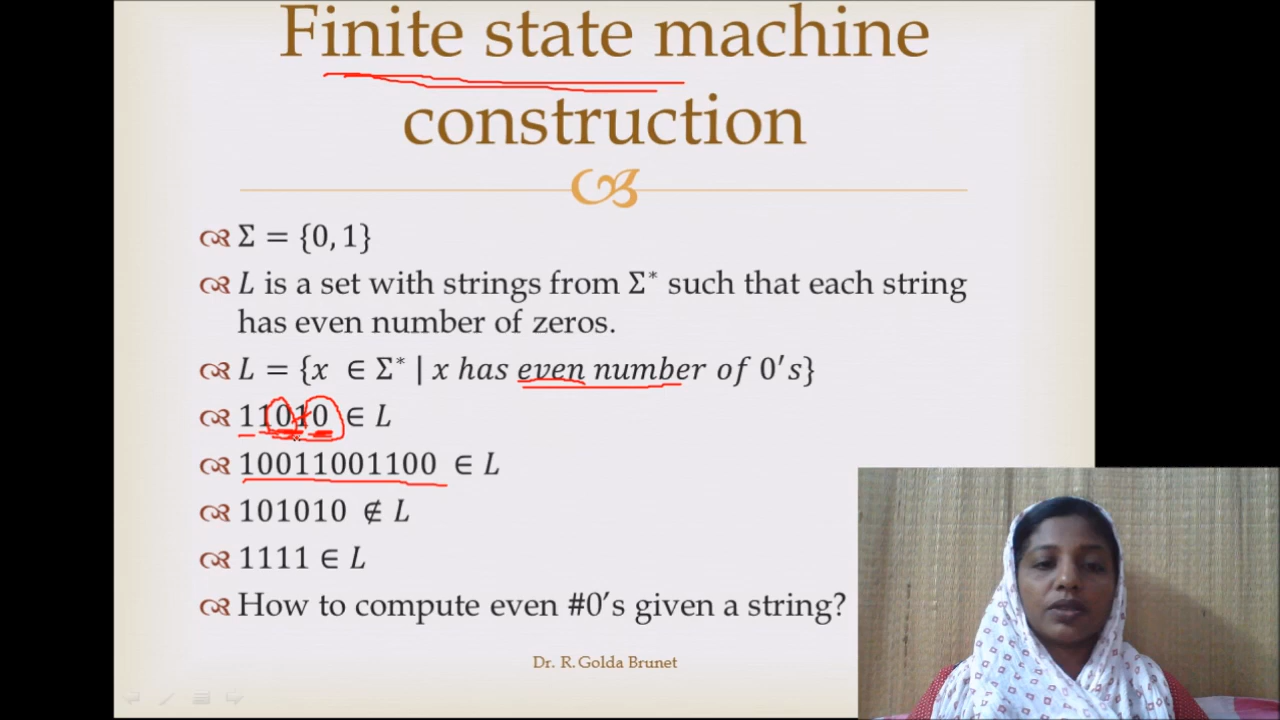 Finite state machine
construction
Σ = {0, 1}
L is a set with strings from Σ* such that each string
has even number of zeros.
L = {x ∈ Σ* | x has even number of 0's}
11010 ∈ L
10011001100 ∈ L
101010 ∉ L
1111 ∈ L
How to compute even #0's given a string?
Dr. R. Golda Brunet